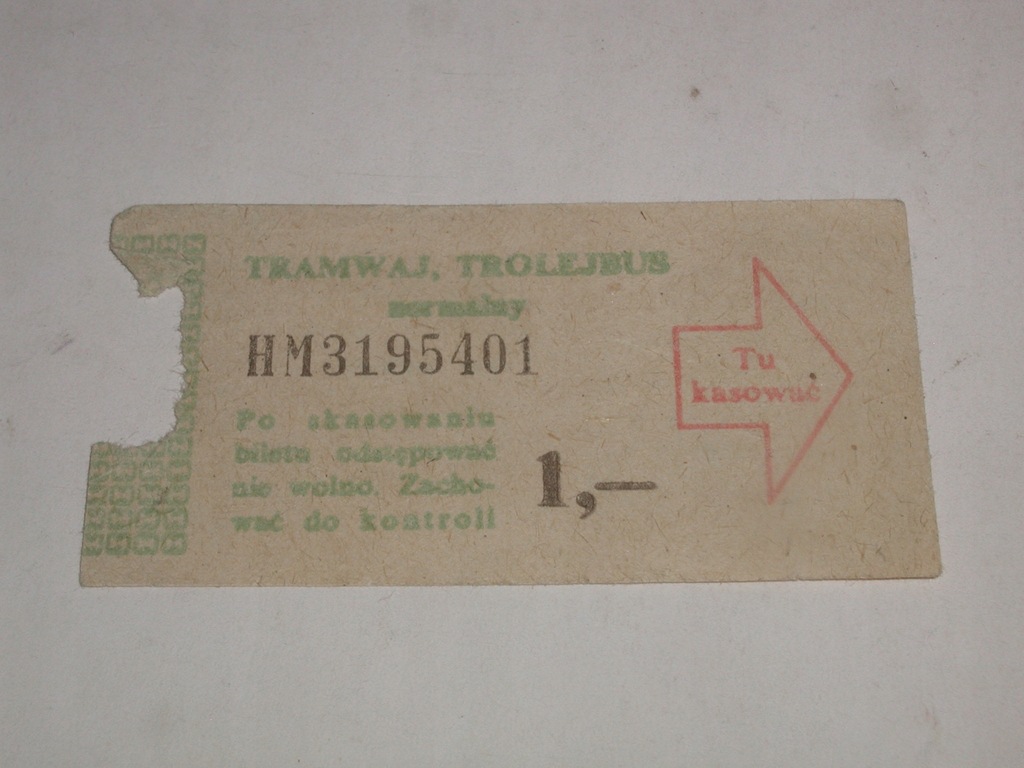 TRAMWAJ, TROLEJBUS
normalny
HM3195401
Po skasowaniu
biletu odstępować
nie wolno. Zacho-
wać do kontroli
1,—
Tu
kasować